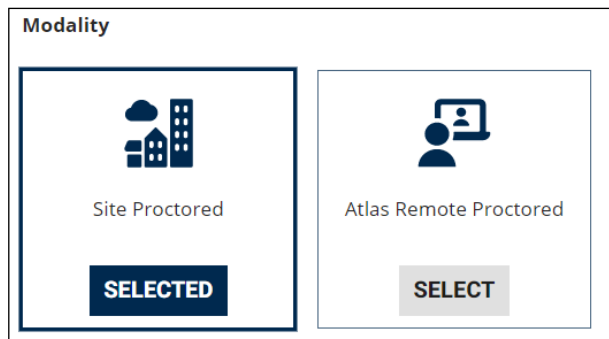 Modality
Site Proctored
Atlas Remote Proctored
SELECTED
SELECT